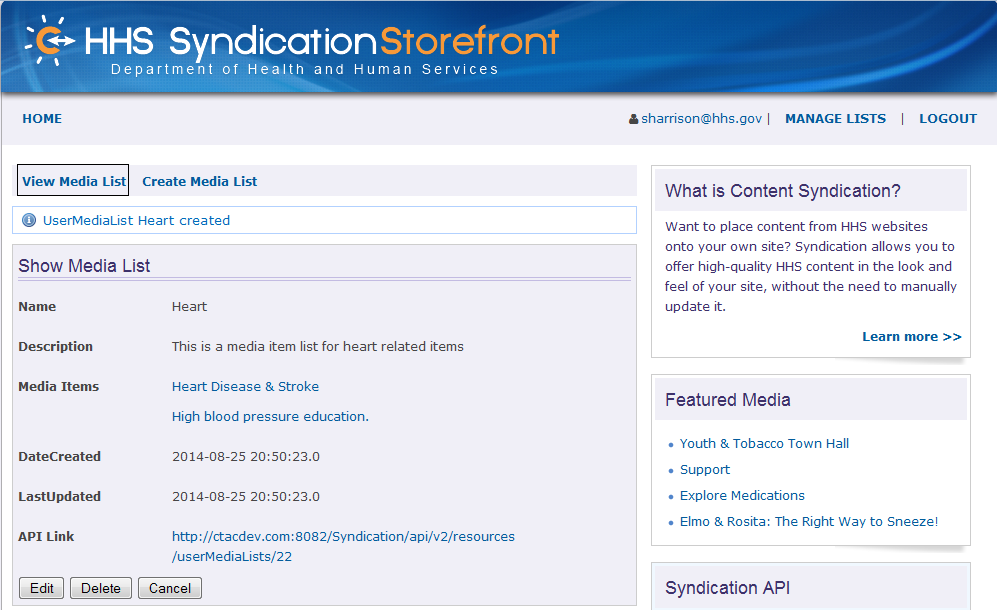 HHS SyndicationStorefront
Department of Health and Human Services
HOME
sharrison@hhs.gov | MANAGE LISTS | LOGOUT
View Media List Create Media List
UserMediaList Heart created
Show Media List
Name Heart
Description This is a media item list for heart related items
Media Items Heart Disease & Stroke
High blood pressure education.
DateCreated 2014-08-25 20:50:23.0
LastUpdated 2014-08-25 20:50:23.0
API Link http://ctacdev.com:8082/Syndication/api/v2/resources
/userMediaLists/22
Edit Delete Cancel
What is Content Syndication?
Want to place content from HHS websites
onto your own site? Syndication allows you to
offer high-quality HHS content in the look and
feel of your site, without the need to manually
update it.
Learn more >>
Featured Media
Youth & Tobacco Town Hall
Support
Explore Medications
Elmo & Rosita: The Right Way to Sneeze!
Syndication API